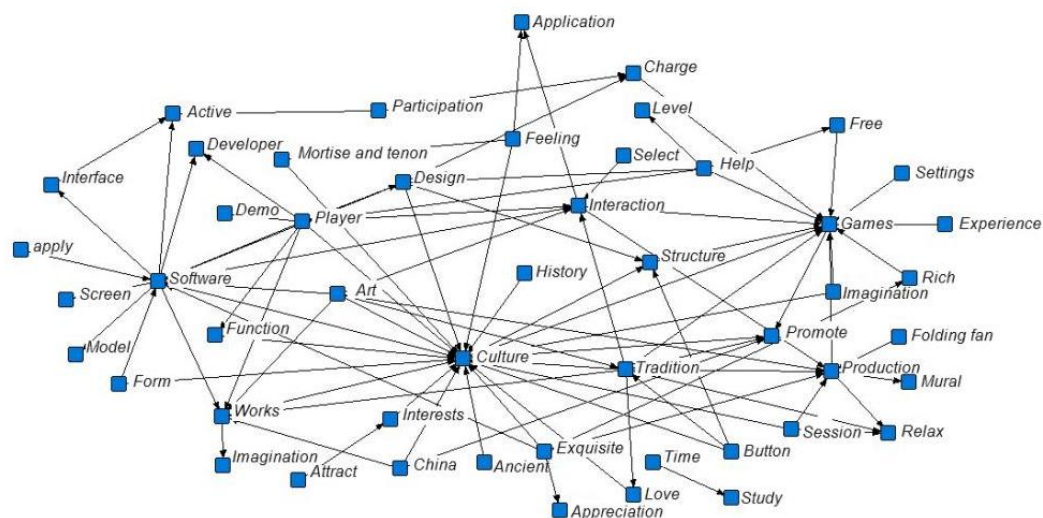 Application
Charge
Active
Participation
Level
Developer
Mortise and tenon
Feeling
Free
Select
Help
Interface
Design
Settings
Demo
Player
Interaction
Games
Experience
apply
Software
Structure
History
Screen
Art
Imagination
Rich
Function
Promote
Folding fan
Model
Culture
Tradition
Production
Form
Mural
Works
Interests
Session
Relax
Imagination
Attract
China
Ancient
Exquisite
Button
Time
Love
Study
Appreciation